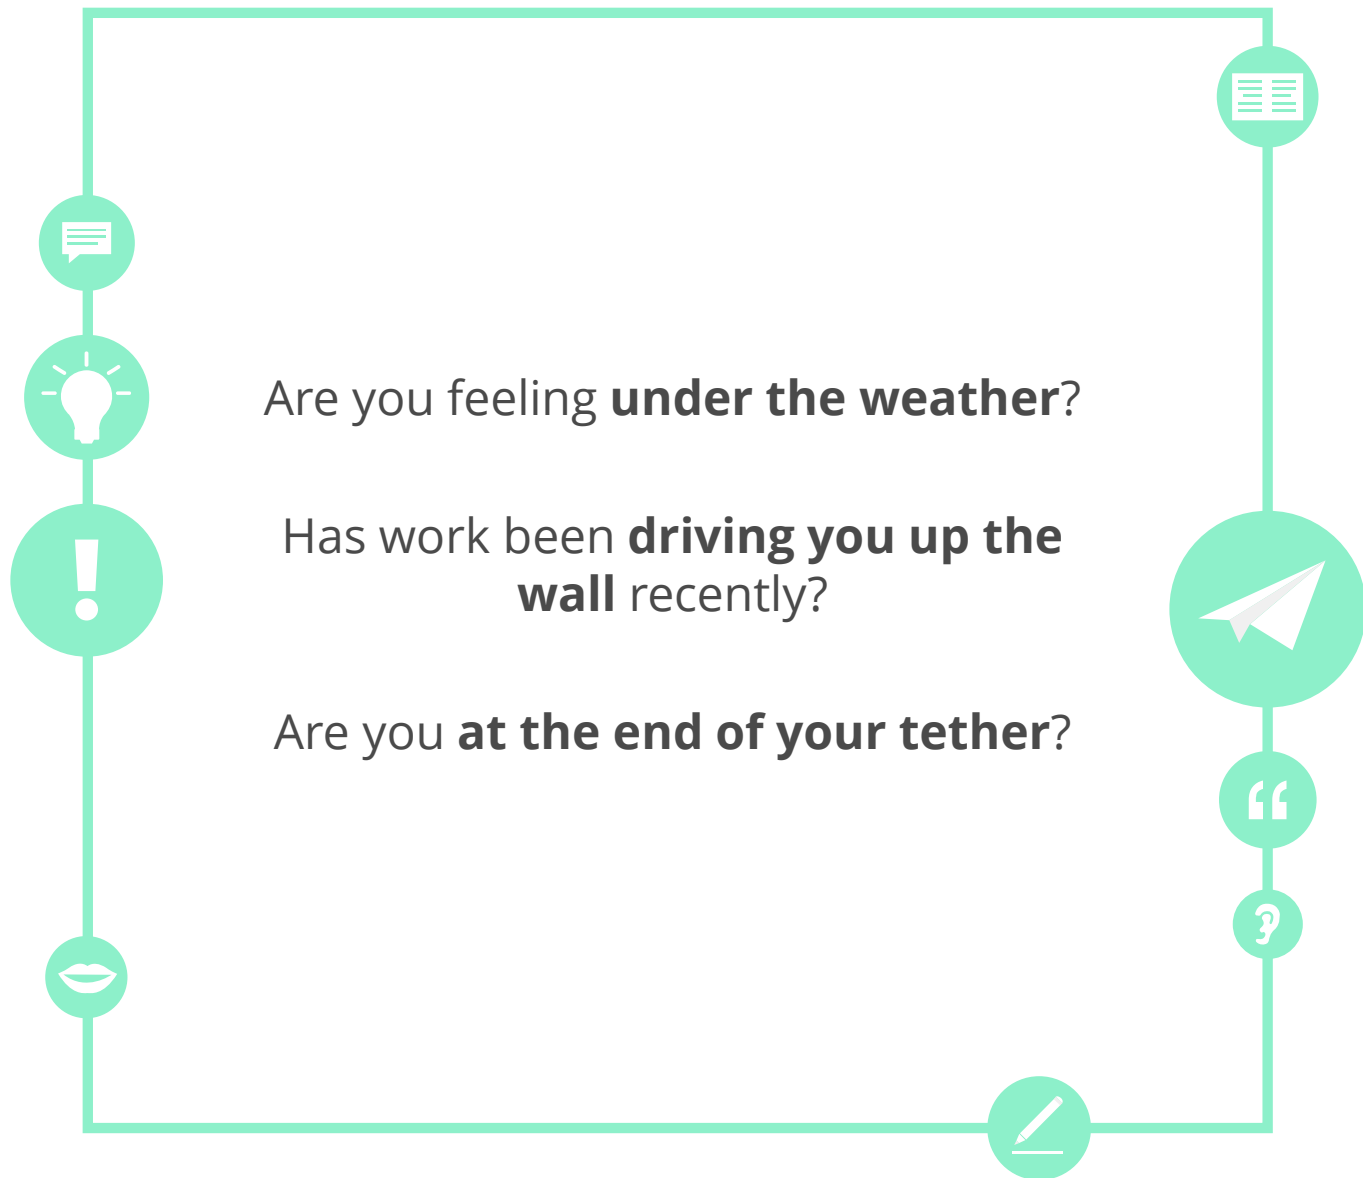 Are you feeling under the weather?
Has work been driving you up the
wall recently?
Are you at the end of your tether?